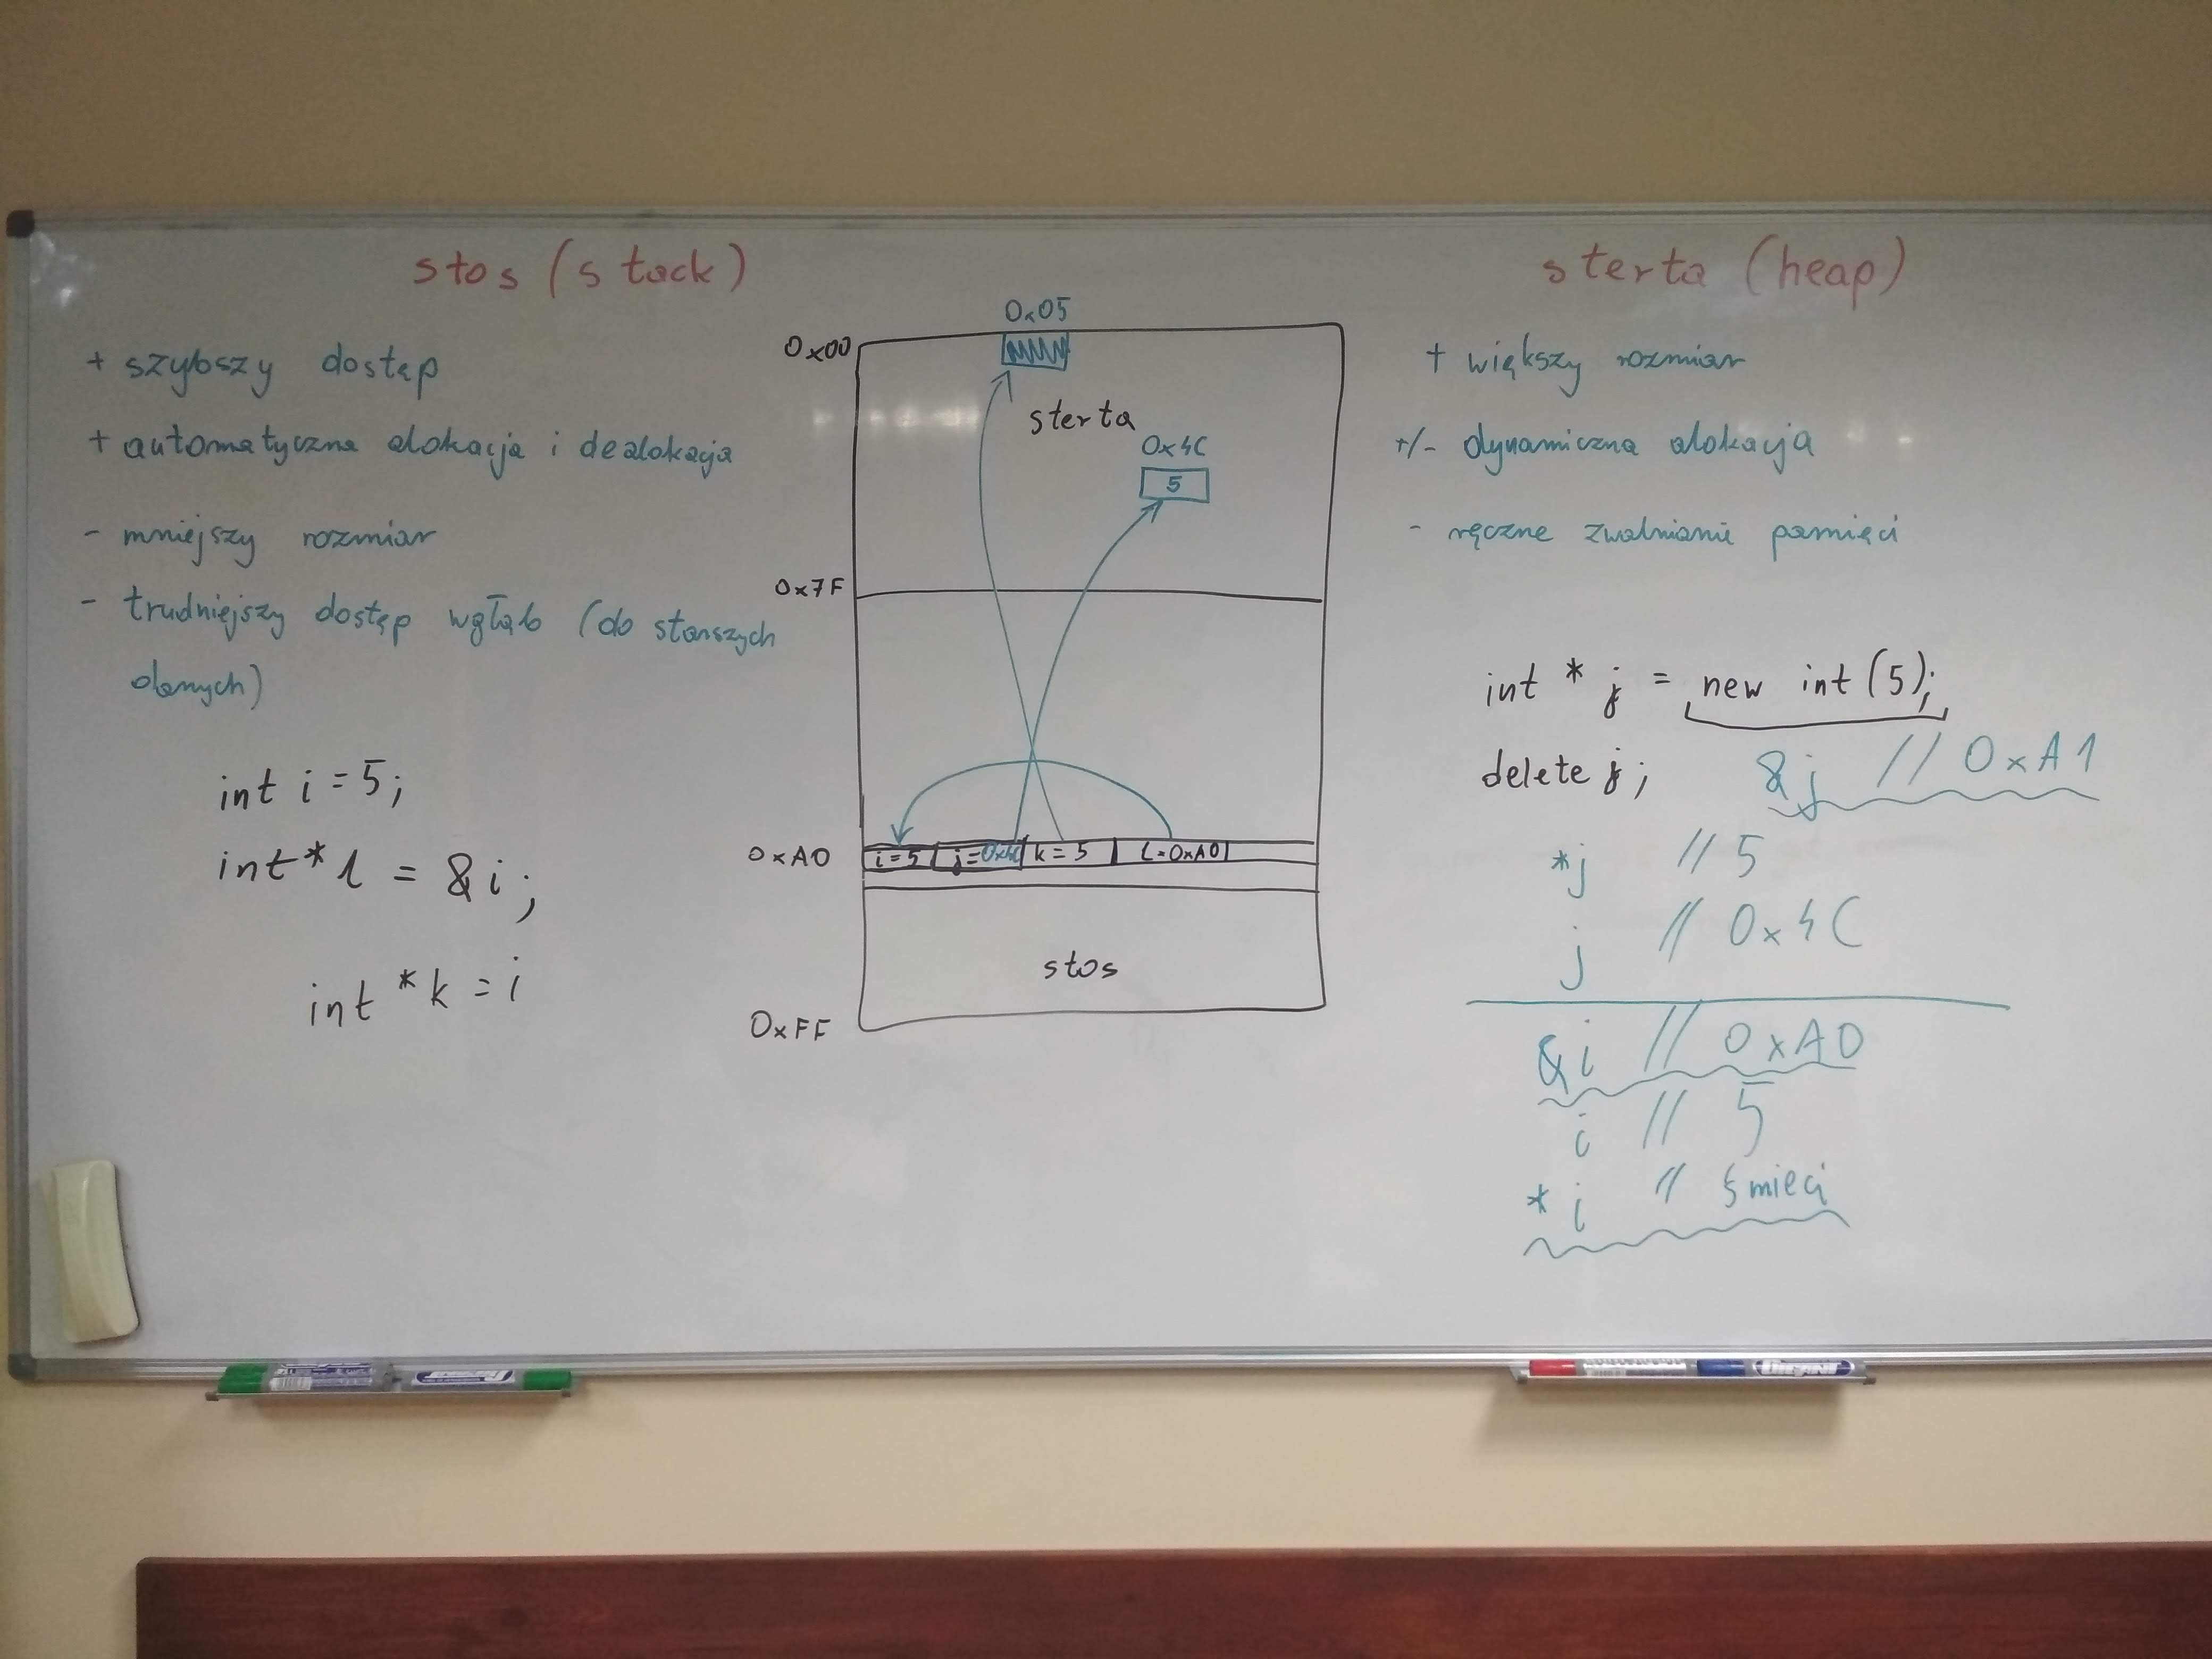 stos (stack)
+ szybszy dostęp
+ automatyczna alokacja i dealokacja
- mniejszy rozmiar
- trudniejszy dostęp wgłąb (do starszych
danych)
int i = 5;
int* l = &i;
int *k = i
0x05
0x00
sterta
0x4C
5
0x7F
0xA0
i=5
j=0x4C
k = 5
L=0xA0
stos
0xFF
sterta (heap)
+ większy rozmiar
+/- dynamiczna alokacja
- ręczne zwalnianie pamięci
int * j = new int(5);
delete j;
&j // 0xA1
*j // 5
j // 0x4C
&i // 0xA0
i // 5
*i // śmieci